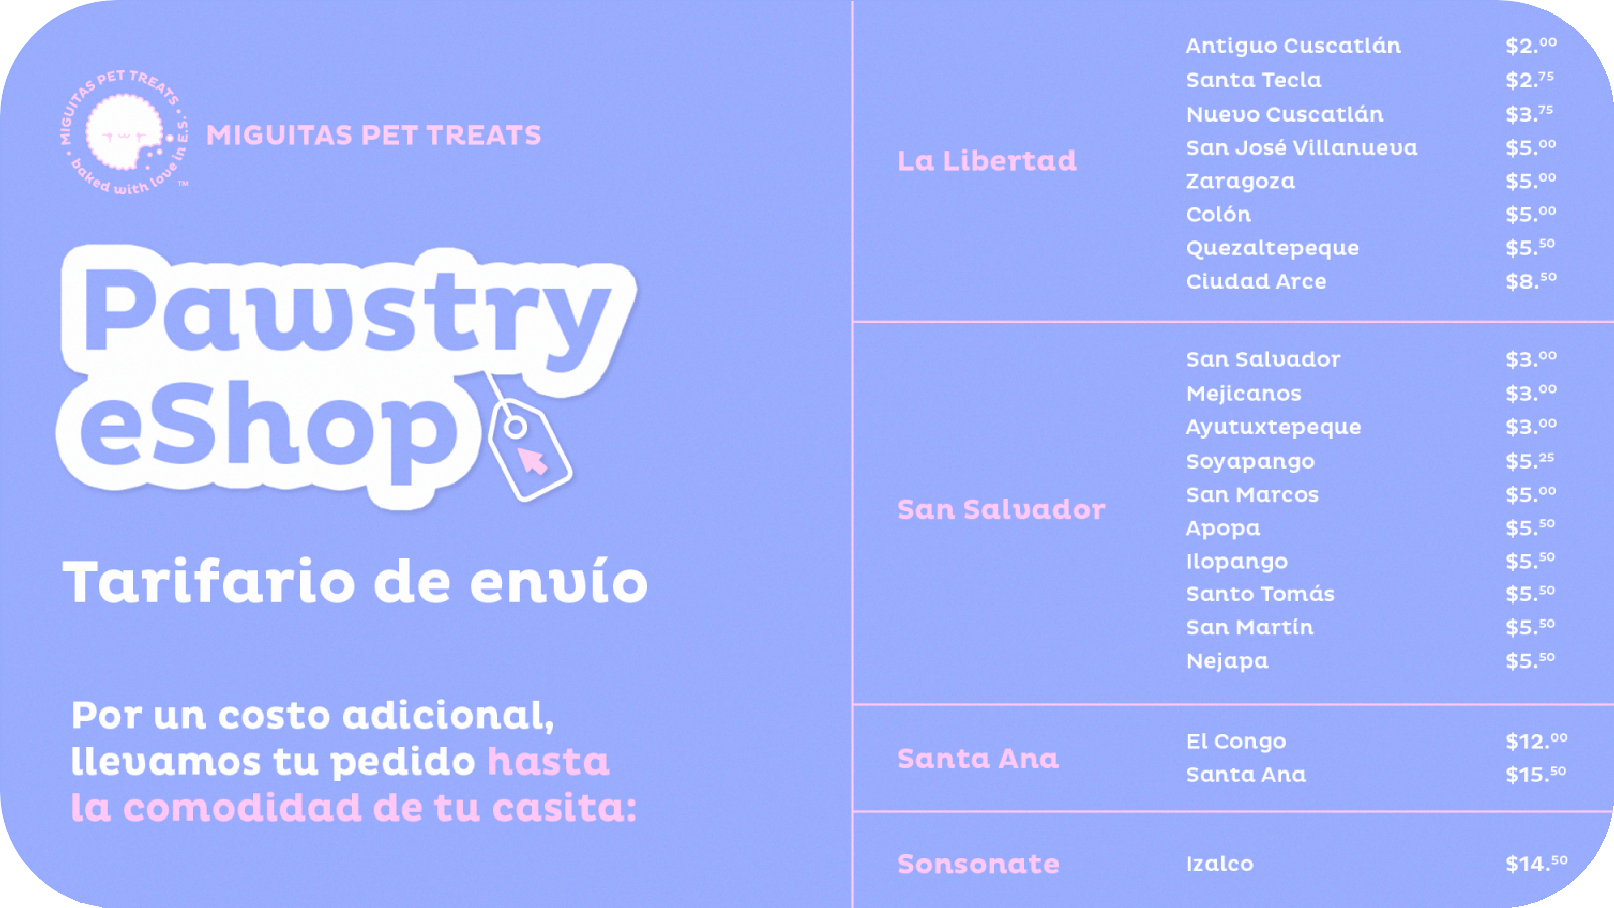 MIGUITAS PET TREATS • baked with love in E.S. •
™
MIGUITAS PET TREATS
Pawstry
eShop
Tarifario de envío
Por un costo adicional,
llevamos tu pedido hasta
la comodidad de tu casita:
La Libertad
Antiguo Cuscatlán $2.00
Santa Tecla $2.75
Nuevo Cuscatlán $3.75
San José Villanueva $5.00
Zaragoza $5.00
Colón $5.00
Quezaltepeque $5.50
Ciudad Arce $8.50
San Salvador
San Salvador $3.00
Mejicanos $3.00
Ayutuxtepeque $3.00
Soyapango $5.25
San Marcos $5.00
Apopa $5.50
Ilopango $5.50
Santo Tomás $5.50
San Martín $5.50
Nejapa $5.50
Santa Ana
El Congo $12.00
Santa Ana $15.50
Sonsonate
Izalco $14.50